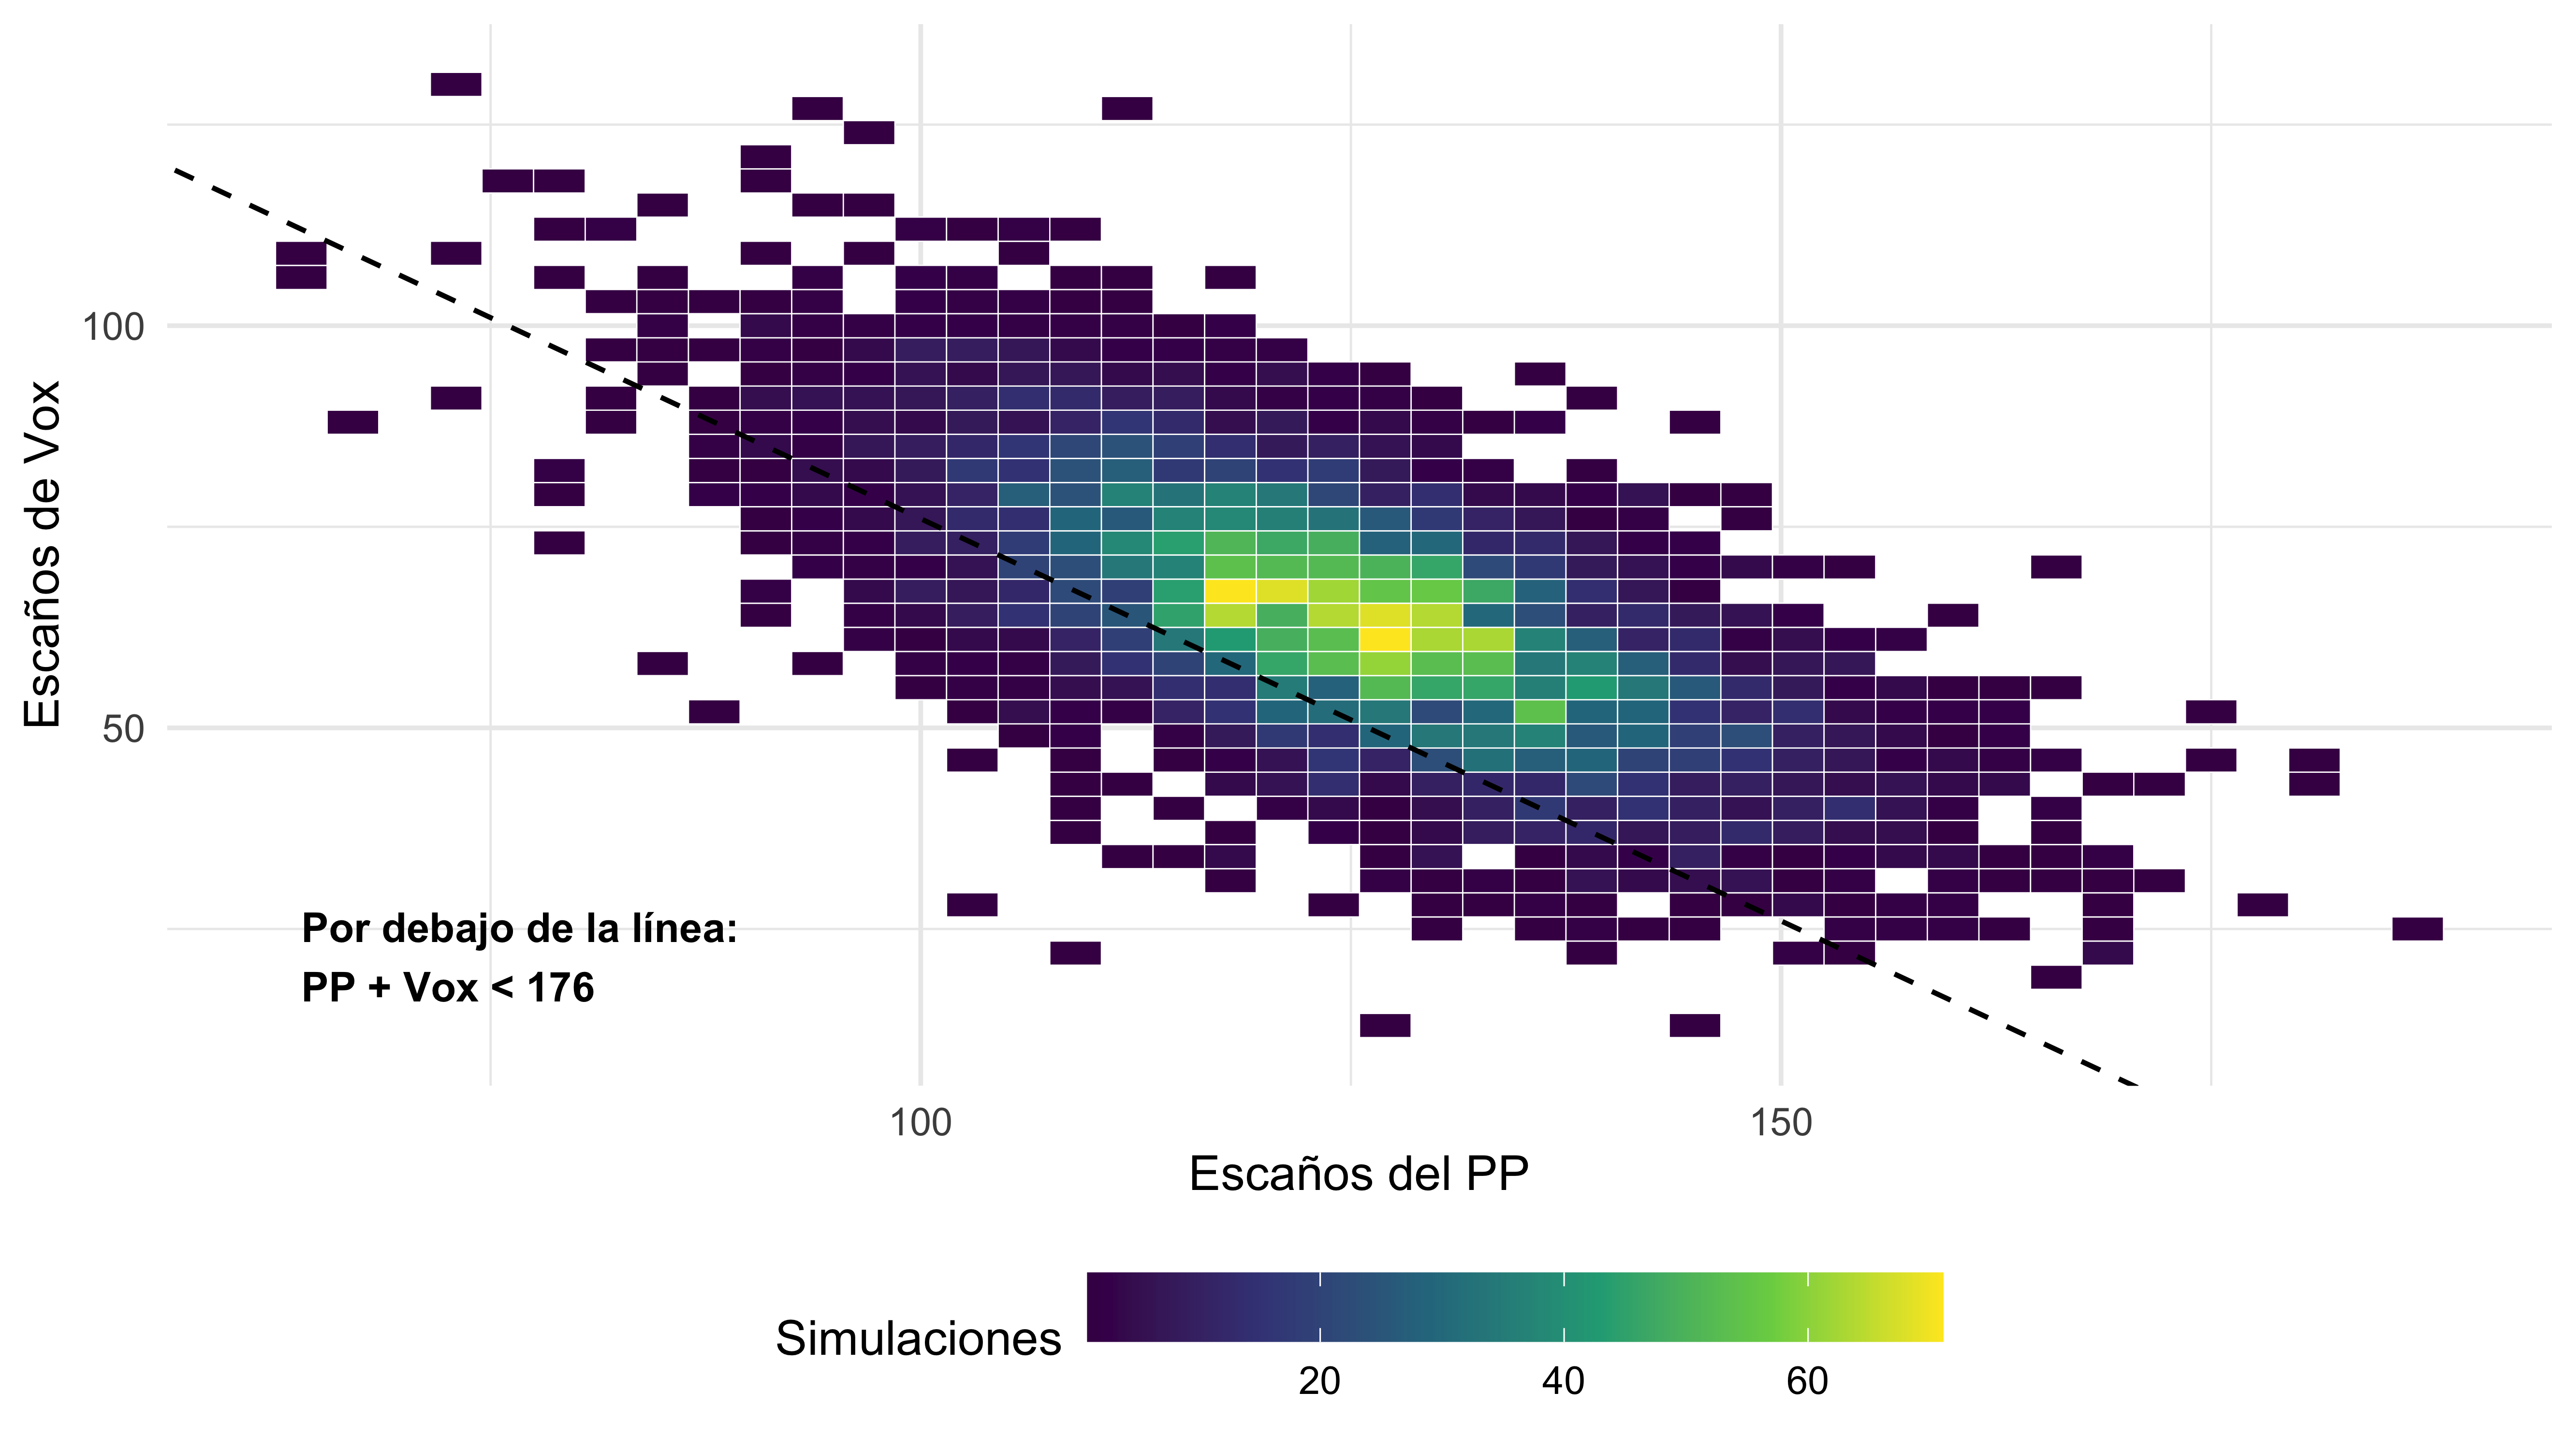 Escaños de Vox
100
50
Por debajo de la línea:
PP + Vox < 176
100
150
Escaños del PP
Simulaciones
20
40
60